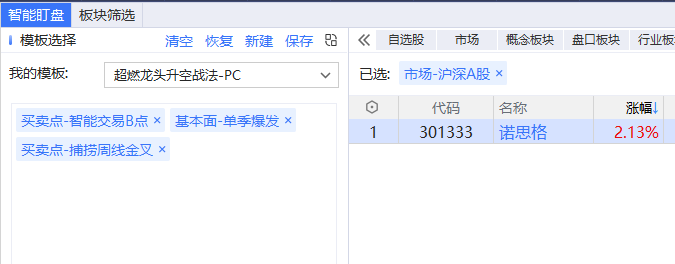 智能盯盘 板块筛选
模板选择 清空 恢复 新建 保存
自选股 市场 概念板块 盘口板块 行业板
我的模板: 超燃龙头升空战法-PC
已选: 市场-沪深A股 ×
买卖点-智能交易B点 × 基本面-单季爆发 ×
买卖点-捕捞周线金叉 ×
代码 名称 涨幅↓
1 301333 诺思格 2.13%